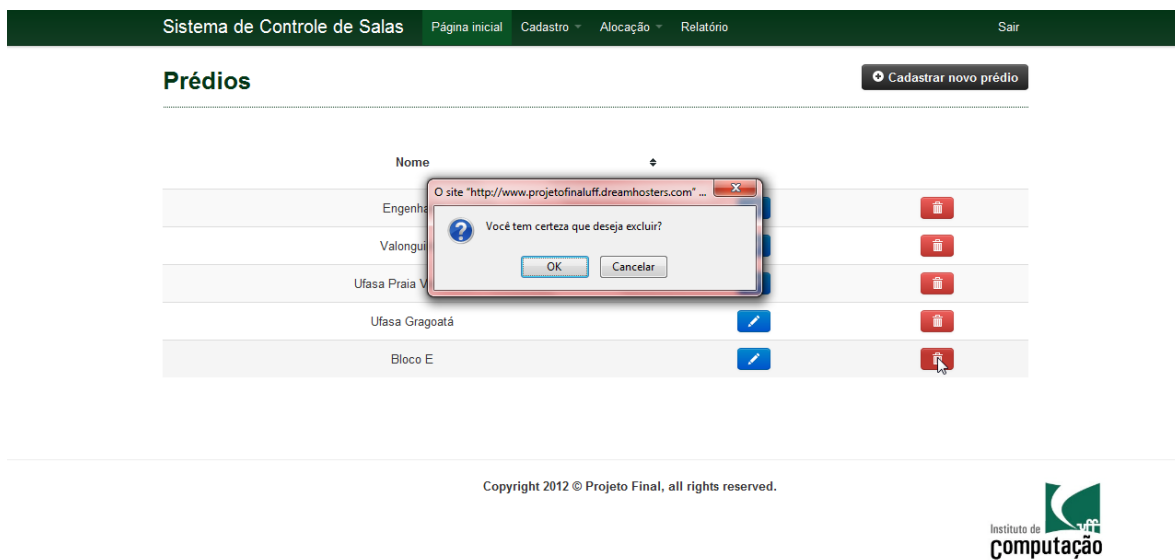 Sistema de Controle de Salas Página inicial Cadastro Alocação Relatório Sair
Prédios
Cadastrar novo prédio
Nome
O site "http://www.projetofinaluff.dreamhosters.com" ...
Você tem certeza que deseja excluir?
OK Cancelar
Engenha
Valongui
Ufasa Praia V
Ufasa Gragoatá
Bloco E
Copyright 2012 © Projeto Final, all rights reserved.
uff
Instituto de
Computação